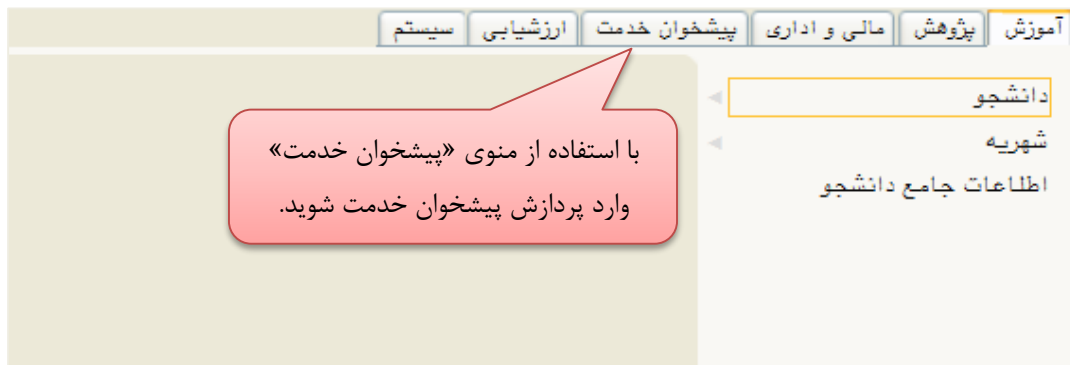 آموزش پژوهش مالی و اداری پیشخوان خدمت ارزشیابی سیستم
دانشجو
شهریه
اطلاعات جامع دانشجو
با استفاده از منوی «پیشخوان خدمت»
وارد پردازش پیشخوان خدمت شوید.